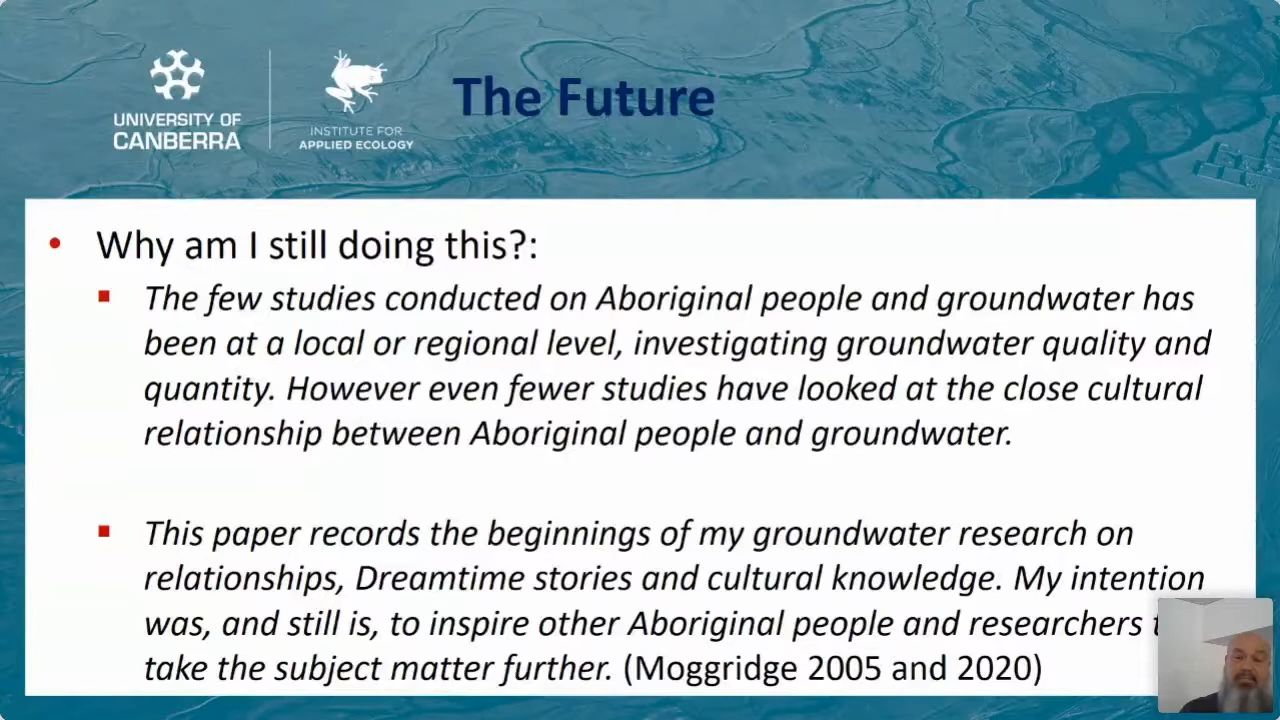 UNIVERSITY OF
CANBERRA
INSTITUTE FOR
APPLIED ECOLOGY
The Future
• Why am I still doing this?:
▪ The few studies conducted on Aboriginal people and groundwater has
been at a local or regional level, investigating groundwater quality and
quantity. However even fewer studies have looked at the close cultural
relationship between Aboriginal people and groundwater.
▪ This paper records the beginnings of my groundwater research on
relationships, Dreamtime stories and cultural knowledge. My intention
was, and still is, to inspire other Aboriginal people and researchers
take the subject matter further. (Moggridge 2005 and 2020)